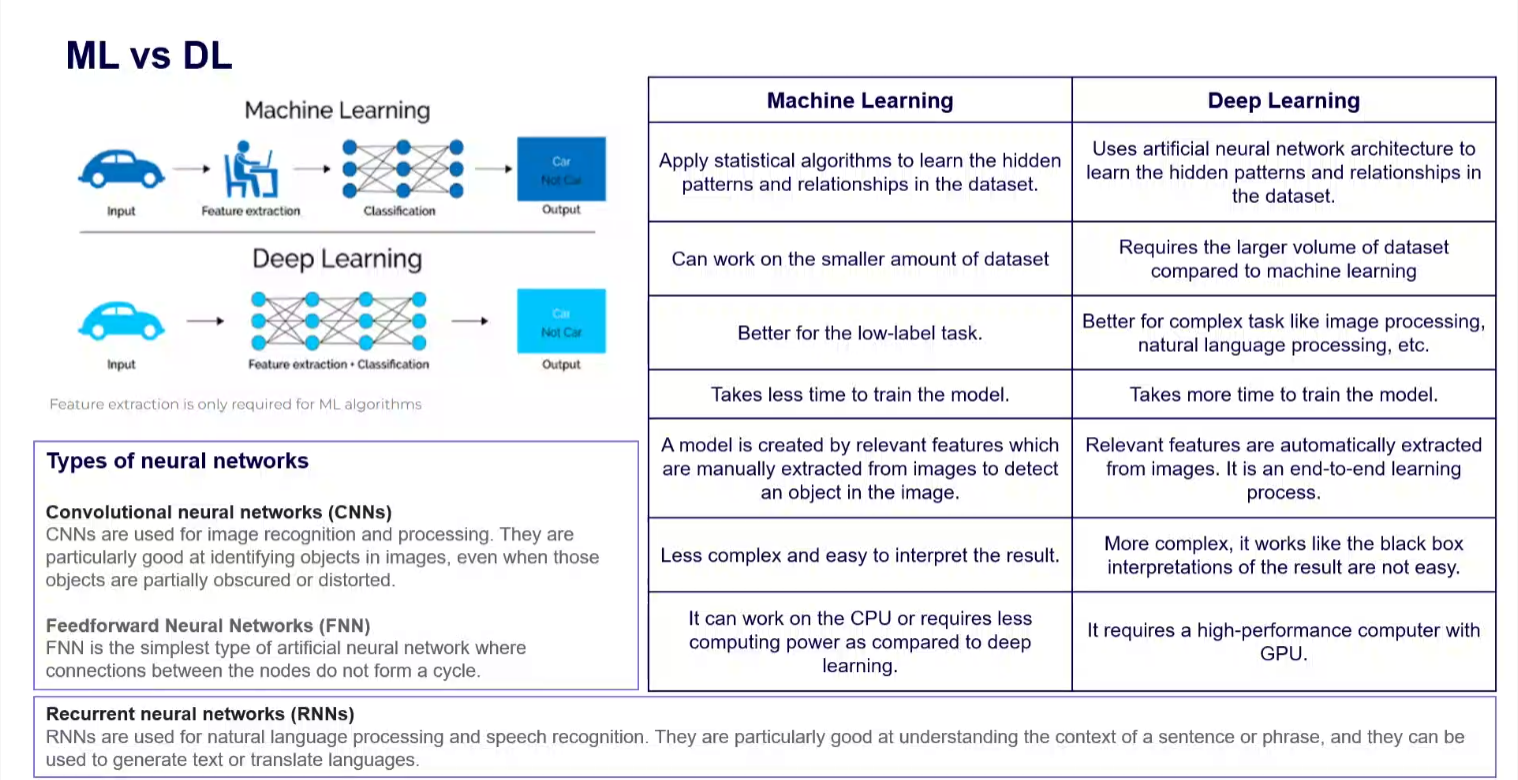 ML vs DL
Machine Learning
Car
Not Car
Input
Feature extraction
Classification
Output
Deep Learning
Car
Not Car
Input
Feature extraction • Classification
Output
Feature extraction is only required for ML algorithms
Types of neural networks
Convolutional neural networks (CNNs)
CNNs are used for image recognition and processing. They are
particularly good at identifying objects in images, even when those
objects are partially obscured or distorted.
Feedforward Neural Networks (FNN)
FNN is the simplest type of artificial neural network where
connections between the nodes do not form a cycle.
Machine Learning
Deep Learning
Apply statistical algorithms to learn the hidden
patterns and relationships in the dataset.
Uses artificial neural network architecture to
learn the hidden patterns and relationships in
the dataset.
Can work on the smaller amount of dataset
Requires the larger volume of dataset
compared to machine learning
Better for the low-label task.
Better for complex task like image processing,
natural language processing, etc.
Takes less time to train the model.
Takes more time to train the model.
A model is created by relevant features which
are manually extracted from images to detect
an object in the image.
Relevant features are automatically extracted
from images. It is an end-to-end learning
process.
Less complex and easy to interpret the result.
More complex, it works like the black box
interpretations of the result are not easy.
It can work on the CPU or requires less
computing power as compared to deep
learning.
It requires a high-performance computer with
GPU.
Recurrent neural networks (RNNs)
RNNs are used for natural language processing and speech recognition. They are particularly good at understanding the context of a sentence or phrase, and they can be
used to generate text or translate languages.